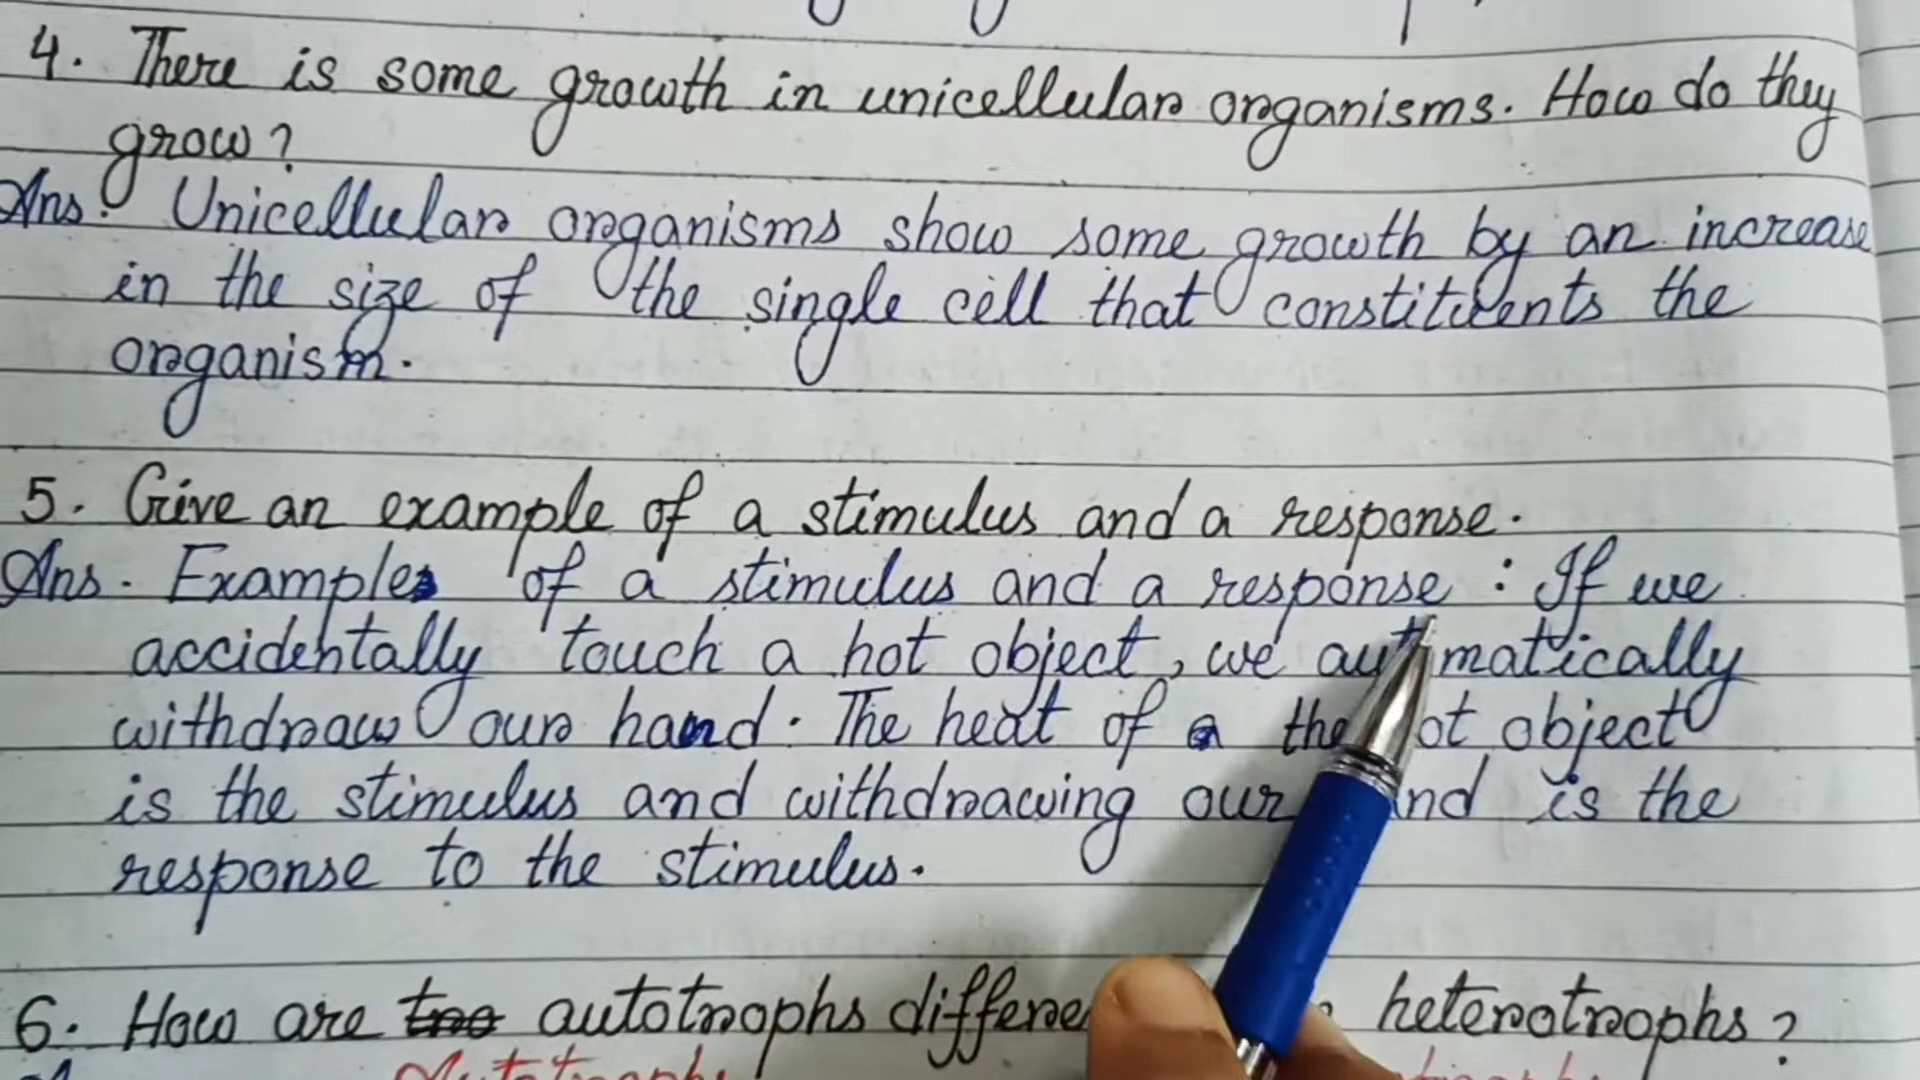 4. There is some growth in unicellular organisms. How do they
grow?
Ans. Unicellular organisms show some growth by an increase
in the size of the single cell that constituents the
organism.
5. Give an example of a stimulus and a response.
Ans. Examples of a stimulus and a response : If we
accidentally touch a hot object, we automatically
withdraw our hand. The heat of a the hot object
is the stimulus and withdrawing our hand is the
response to the stimulus.
6. How are too autotrophs differe heterotrophs?
Autotrophs